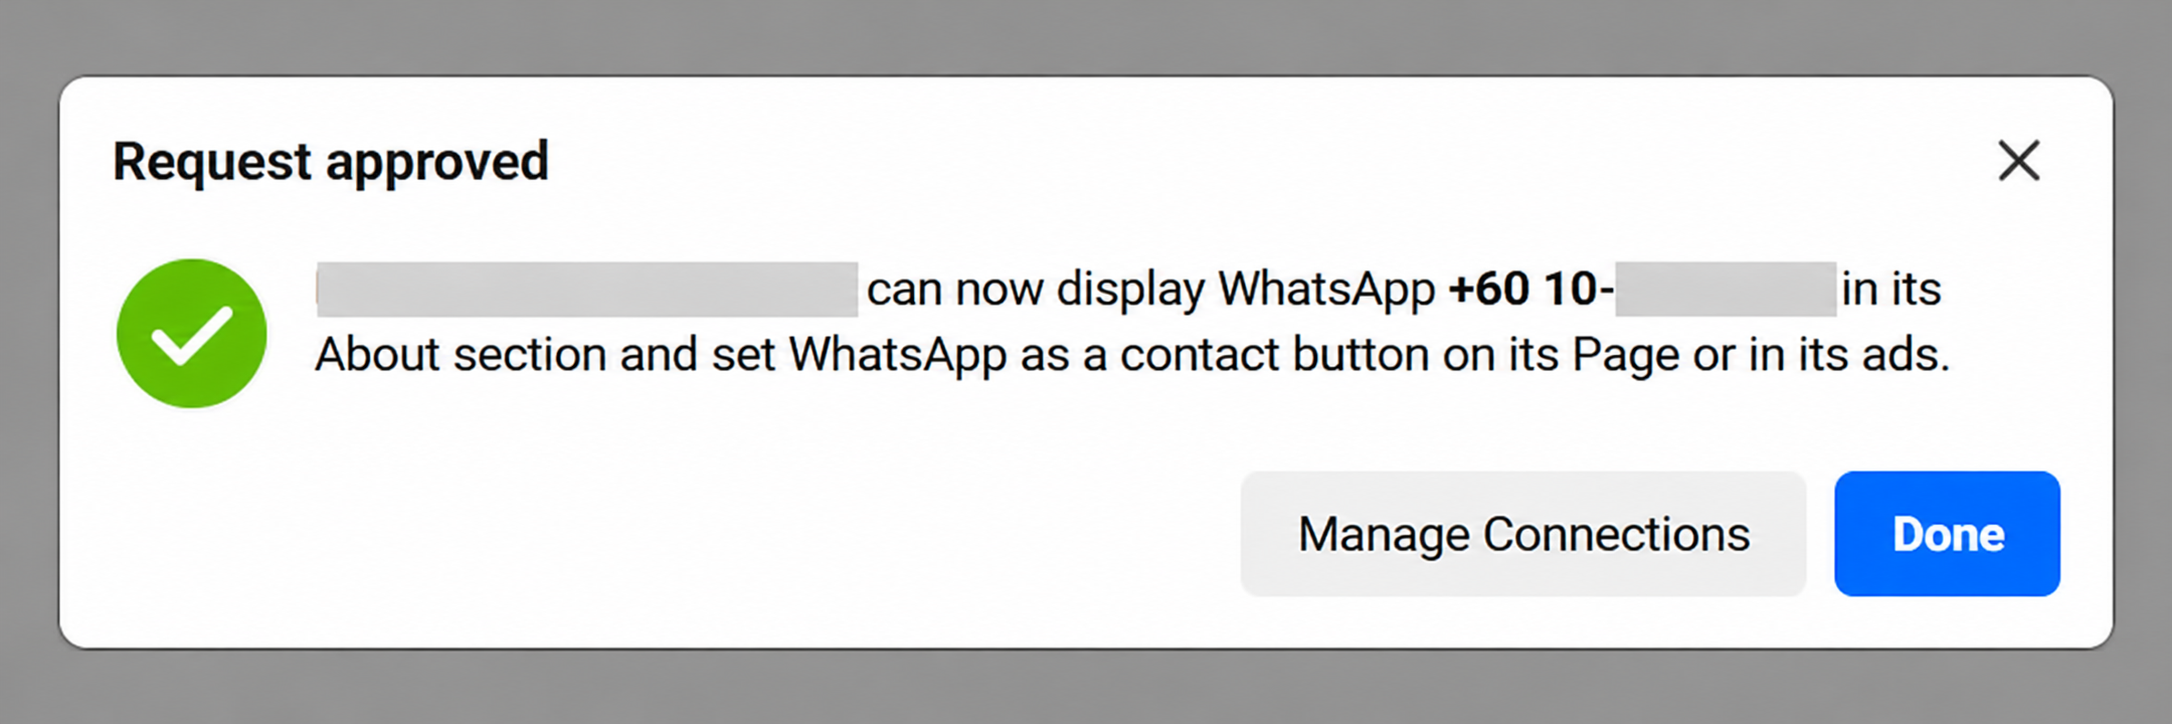 Request approved
can now display WhatsApp +60 10- in its
About section and set WhatsApp as a contact button on its Page or in its ads.
Manage Connections
Done